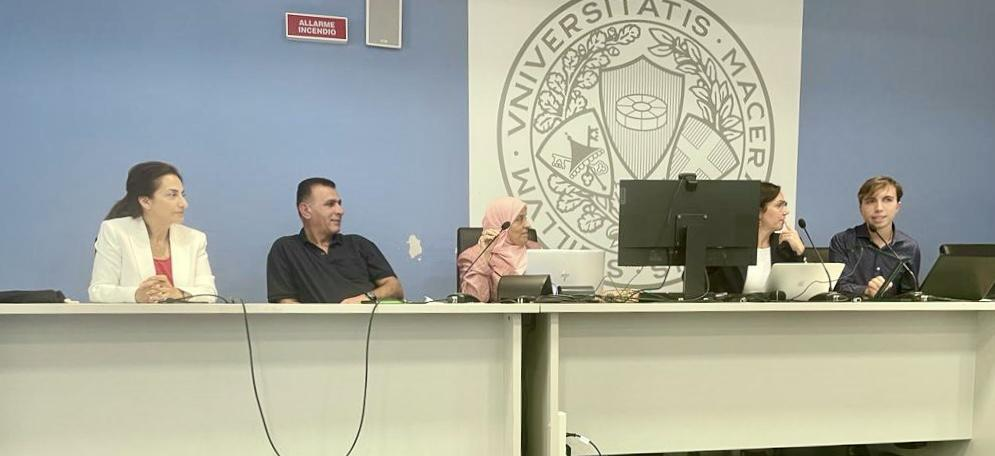 ALLARME
INCENDIO
VNIVERSITATIS · MACER